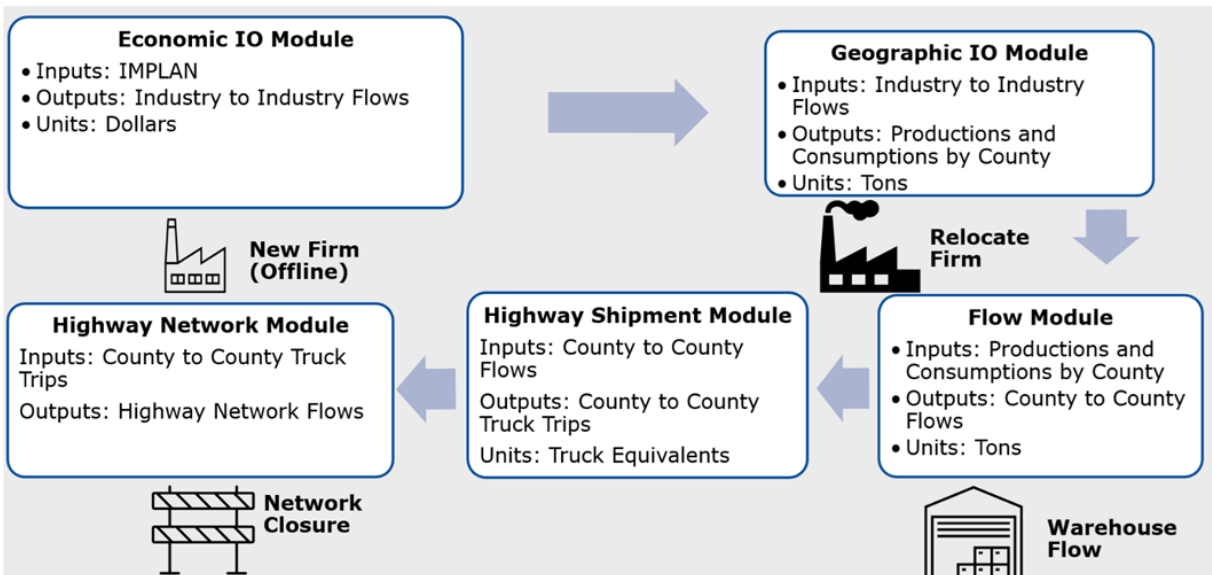 Economic IO Module
• Inputs: IMPLAN
• Outputs: Industry to Industry Flows
• Units: Dollars
Geographic IO Module
• Inputs: Industry to Industry
Flows
• Outputs: Productions and
Consumptions by County
• Units: Tons
New Firm
(Offline)
Relocate
Firm
Highway Network Module
Inputs: County to County Truck
Trips
Outputs: Highway Network Flows
Highway Shipment Module
Inputs: County to County
Flows
Outputs: County to County
Truck Trips
Units: Truck Equivalents
Flow Module
• Inputs: Productions and
Consumptions by County
• Outputs: County to County
Flows
• Units: Tons
Network
Closure
Warehouse
Flow